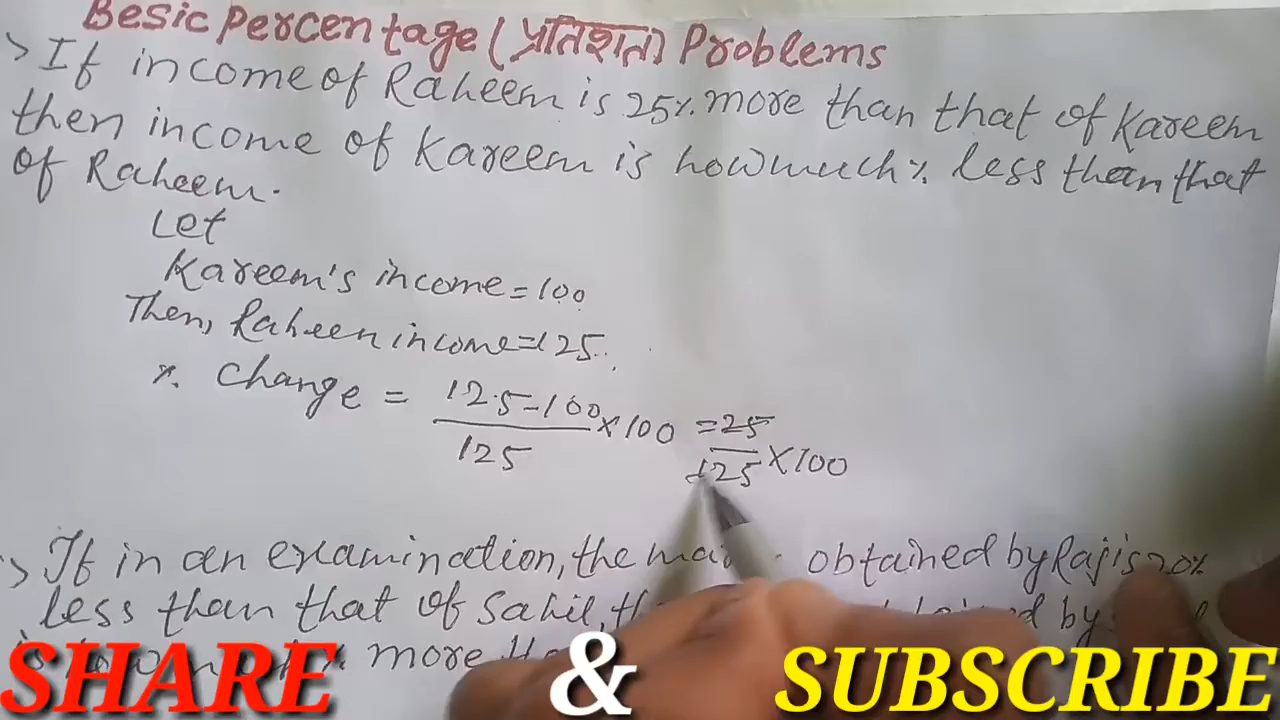 Besic percentage (प्रतिशत) Problems
> If income of Raheem is 25% more than that of Kareem
then income of Kareem is howmuch % less than that
of Raheem.
Let
Kareem's income = 100
Then, Raheen income = 125
% change = 125-100/125 × 100 = 25/125 × 100
> If in an examination, the obtained by Raj is 20%
less than that of Sahil, by
more
SHARE & SUBSCRIBE